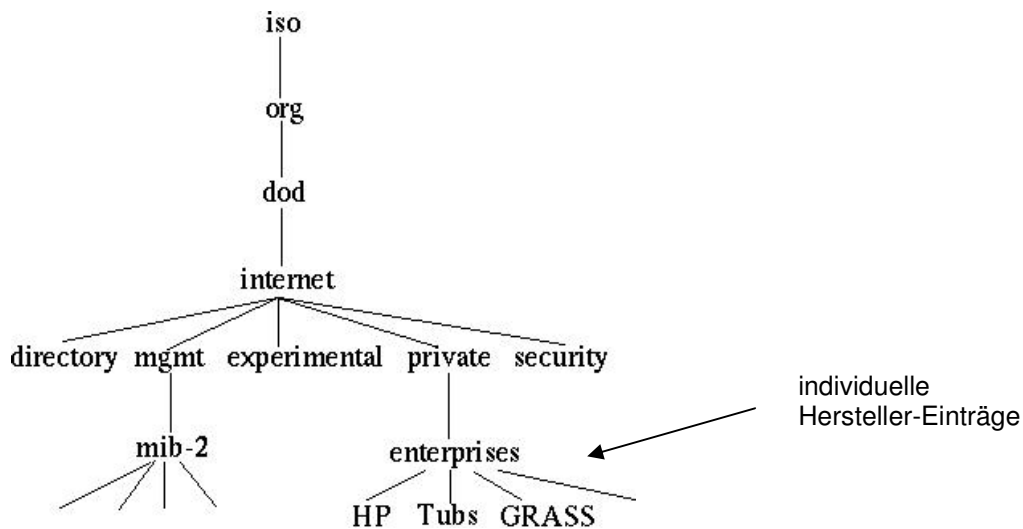 iso
org
dod
internet
directory mgmt experimental private security
individuelle
Hersteller-Einträge
mib-2 enterprises
HP Tubs GRASS